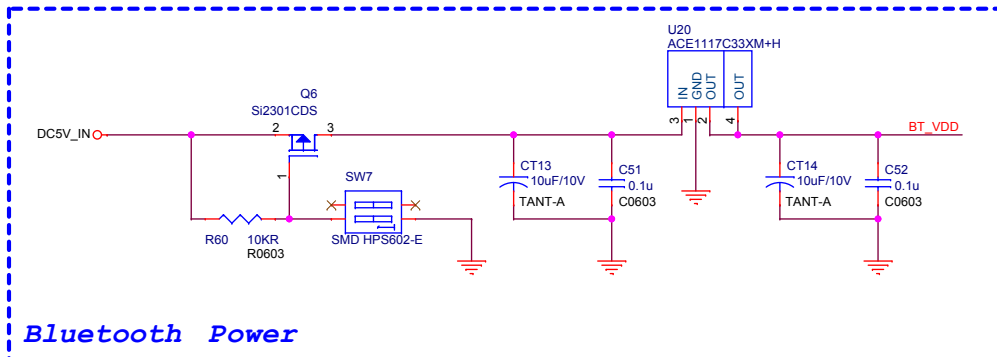 U20
ACE1117C33XM+H
IN
GND
OUT
OUT
3
1
2
4
Q6
Si2301CDS
DC5V_IN
2
3
1
BT_VDD
CT13
10uF/10V
TANT-A
C51
0.1u
C0603
CT14
10uF/10V
TANT-A
C52
0.1u
C0603
SW7
SMD HPS602-E
R60 10KR
R0603
Bluetooth Power